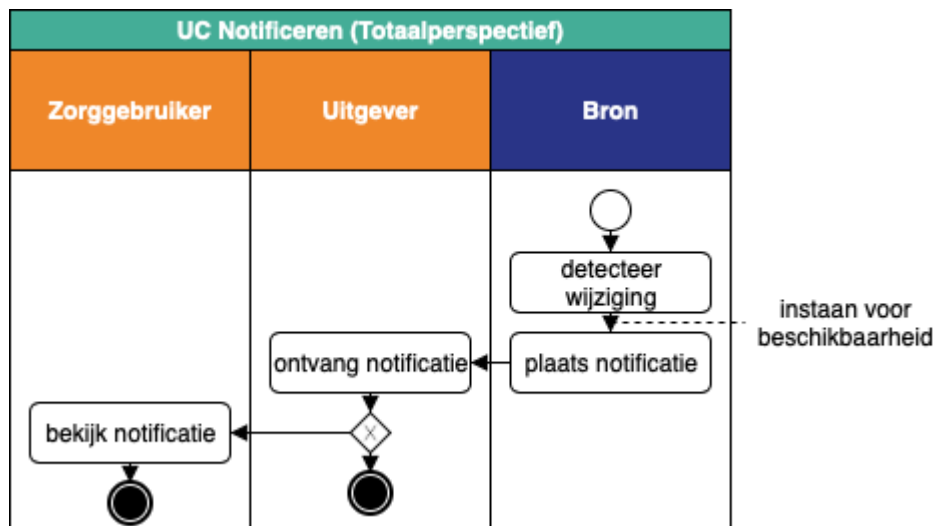 UC Notificeren (Totaalperspectief)
Zorggebruiker
Uitgever
Bron
detecteer
wijziging
instaan voor
beschikbaarheid
ontvang notificatie
plaats notificatie
bekijk notificatie
X